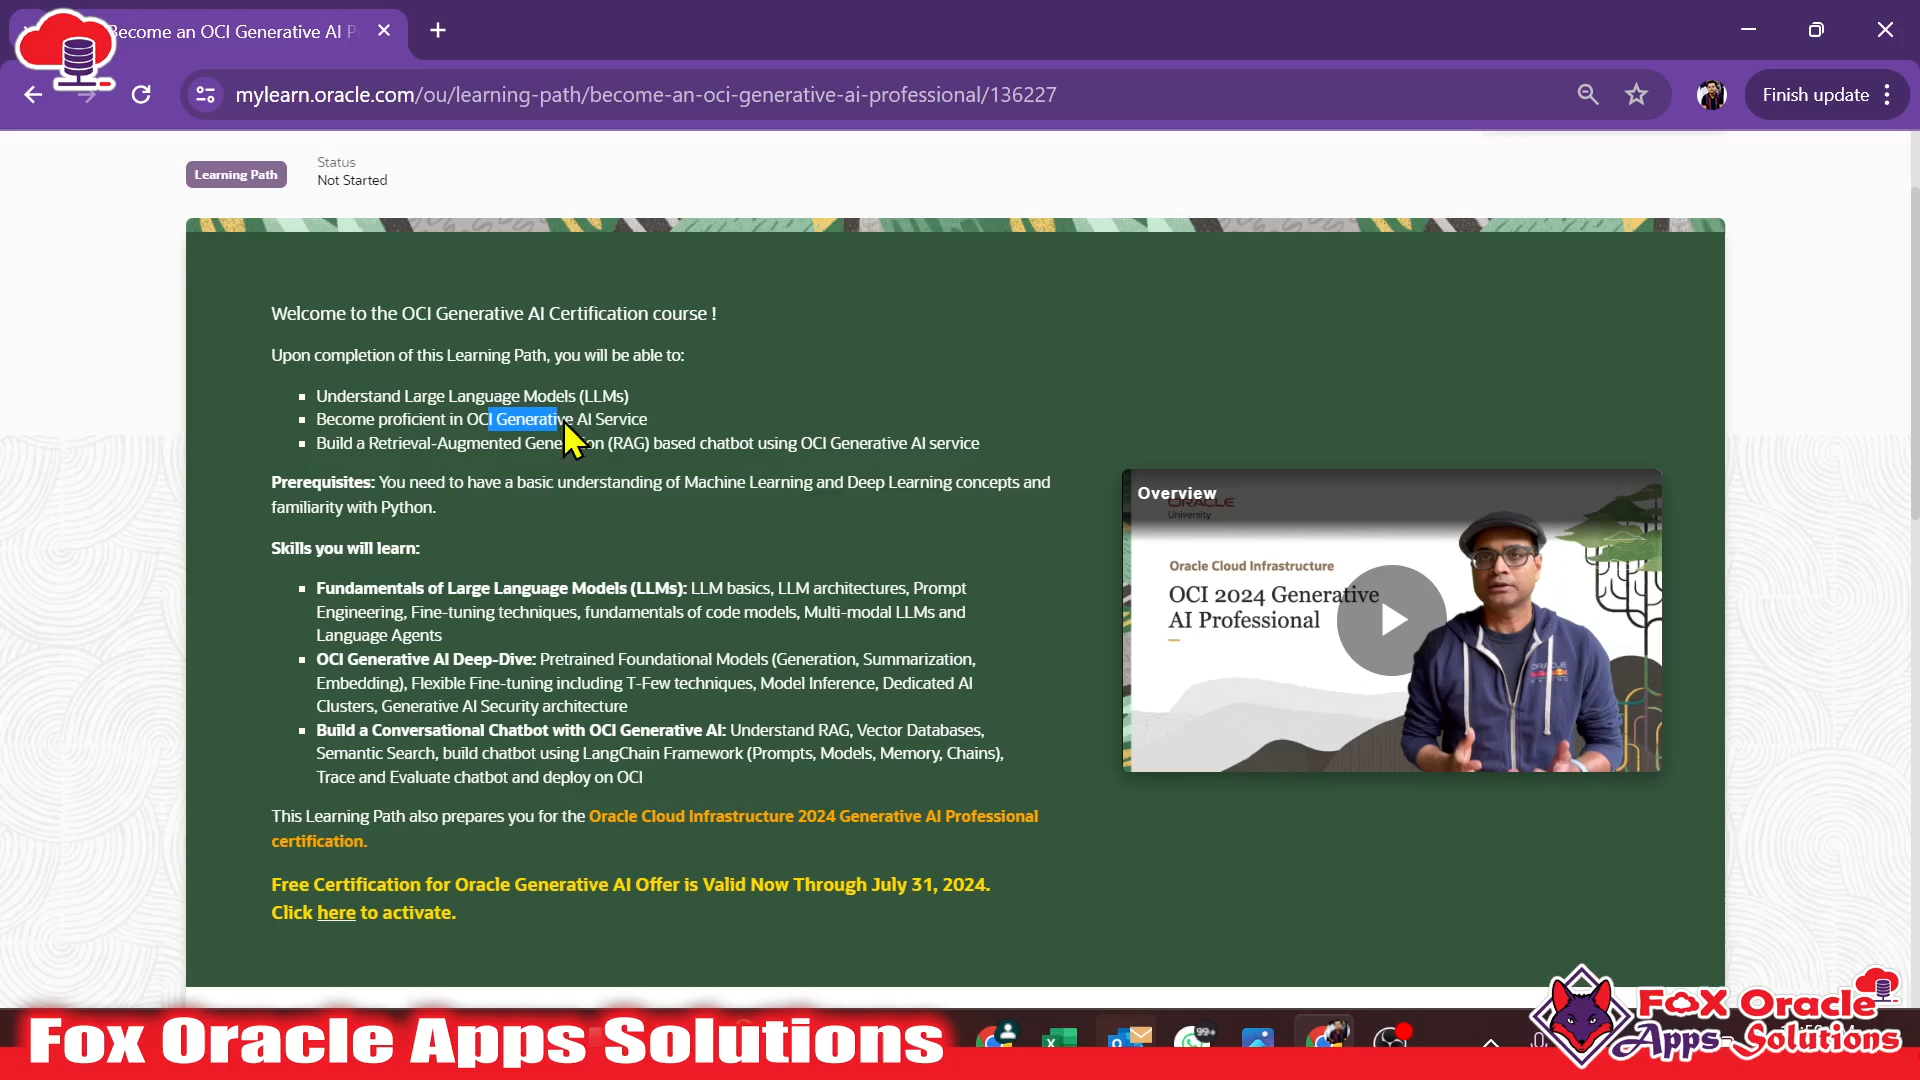 Become an OCI Generative AI P
mylearn.oracle.com/ou/learning-path/become-an-oci-generative-ai-professional/136227
Finish update
Learning Path
Status
Not Started
Welcome to the OCI Generative AI Certification course !
Upon completion of this Learning Path, you will be able to:
Understand Large Language Models (LLMs)
Become proficient in OCI Generative AI Service
Build a Retrieval-Augmented Gene on (RAG) based chatbot using OCI Generative AI service
Prerequisites: You need to have a basic understanding of Machine Learning and Deep Learning concepts and
familiarity with Python.
Skills you will learn:
Fundamentals of Large Language Models (LLMs): LLM basics, LLM architectures, Prompt
Engineering, Fine-tuning techniques, fundamentals of code models, Multi-modal LLMs and
Language Agents
OCI Generative AI Deep-Dive: Pretrained Foundational Models (Generation, Summarization,
Embedding), Flexible Fine-tuning including T-Few techniques, Model Inference, Dedicated AI
Clusters, Generative AI Security architecture
Build a Conversational Chatbot with OCI Generative AI: Understand RAG, Vector Databases,
Semantic Search, build chatbot using LangChain Framework (Prompts, Models, Memory, Chains),
Trace and Evaluate chatbot and deploy on OCI
This Learning Path also prepares you for the Oracle Cloud Infrastructure 2024 Generative AI Professional
certification.
Free Certification for Oracle Generative AI Offer is Valid Now Through July 31, 2024.
Click here to activate.
Overview
ORACLE
University
Oracle Cloud Infrastructure
OCI 2024 Generative
AI Professional
ORACLE
Red Bull
Fox Oracle Apps Solutions
99+
Fox Oracle
Apps Solutions